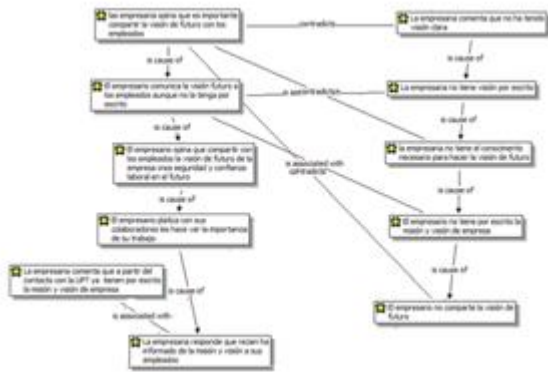 las empresaria opina que es importante
compartir la visión de futuro con los
empleados
contradicts
La empresaria comenta que no ha tenido
visión clara
is cause of
is cause of
El empresario comunica la visión futura a
los empleados aunque no la tenga por
escrito
is
La empresaria no tiene visión por escrito
is cause of
is cause of
El empresario opina que compartir con
los empleados la visión de futuro de la
empresa crea seguridad y confianza
laboral en el futuro
is associated with
contradicts
la empresaria no tiene el conocimiento
necesario para hacer la visión de futuro
is cause of
is cause of
El empresario platica con sus
colaboradores les hace ver la importancia
de su trabajo
El empresario no tiene por escrito la
misión y visión de empresa
La empresaria comenta que a partir del
contacto con la UPT ya tienen por escrito
la misión y visión de empresa
is cause of
is cause of
is associated with
El empresario no comparte la visión de
futuro
La empresaria responde que recien ha
informado de la misión y visión a sus
empleados